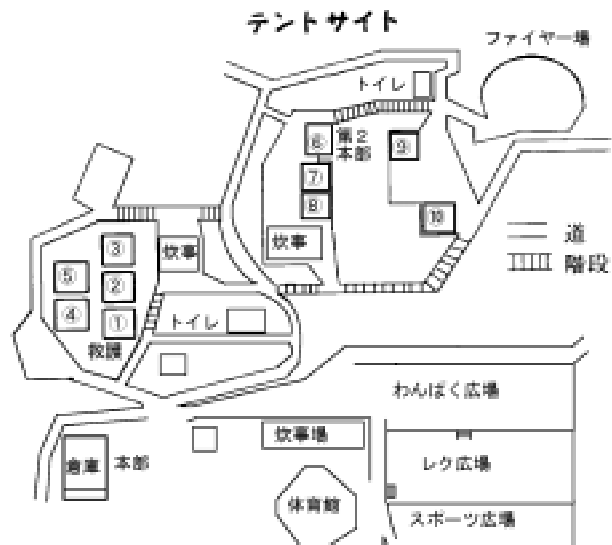 テントサイト
ファイヤー場
トイレ
⑥
第2
本部
⑨
⑦
⑧
⑩
炊事
道
階段
③
炊事
⑤
②
④
①
トイレ
救護
わんぱく広場
炊事場
倉庫
本部
レク広場
体育館
スポーツ広場